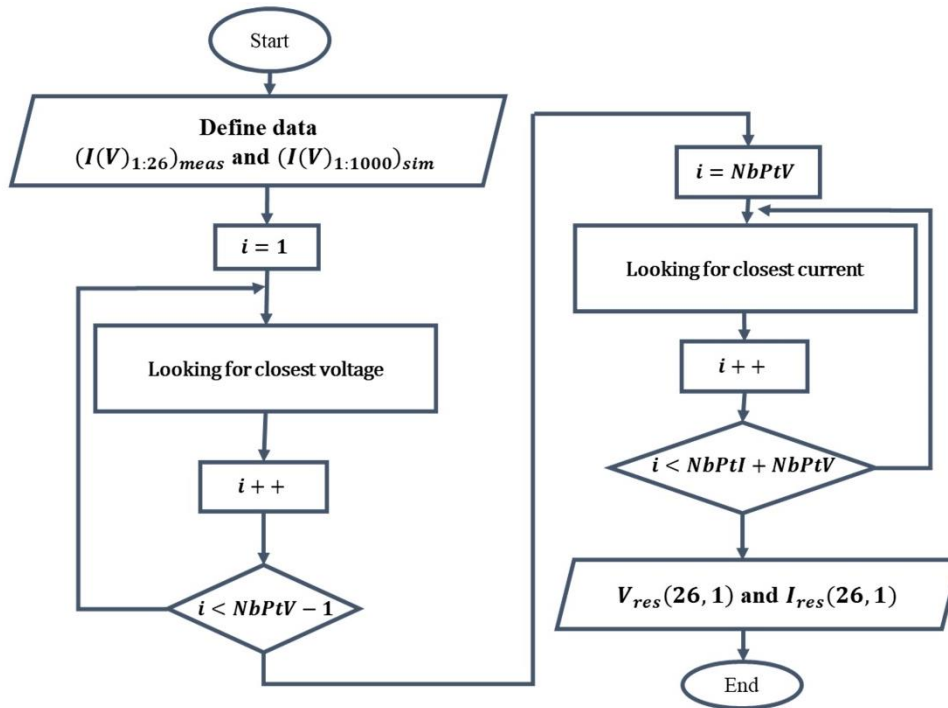 Start
Define data
(I(V)₁:₂₆)ₘₑₐₛ and (I(V)₁:₁₀₀₀)ₛᵢₘ
i = 1
Looking for closest voltage
i + +
i < NbPtV − 1
i = NbPtV
Looking for closest current
i + +
i < NbPtI + NbPtV
Vᵣₑₛ(26, 1) and Iᵣₑₛ(26, 1)
End